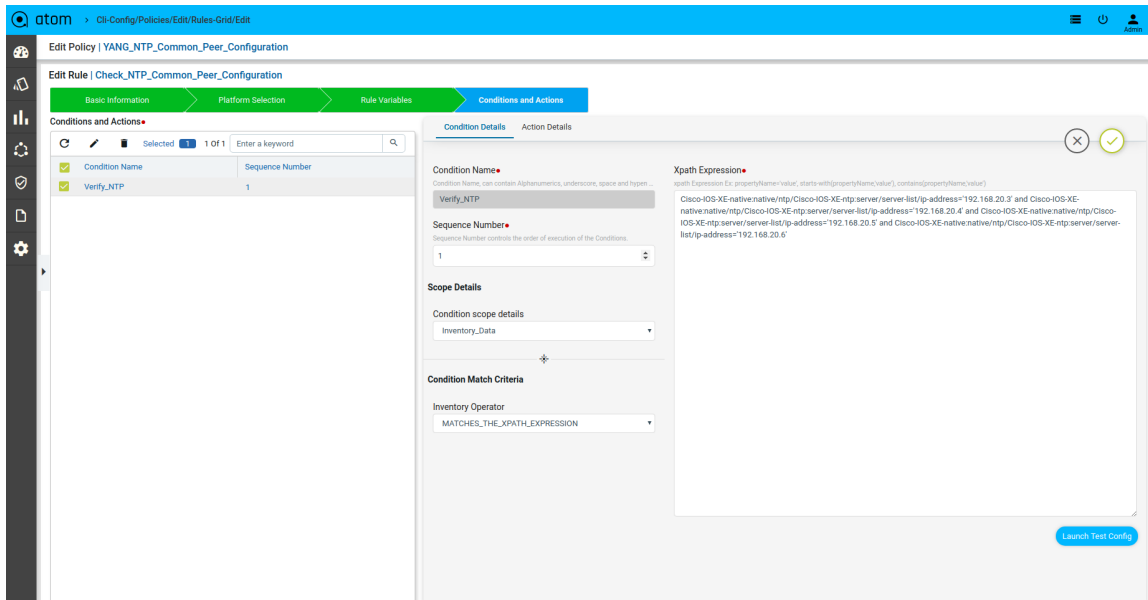 atom > Cli-Config/Policies/Edit/Rules-Grid/Edit
Admin
Edit Policy | YANG_NTP_Common_Peer_Configuration
Edit Rule | Check_NTP_Common_Peer_Configuration
Basic Information Platform Selection Rule Variables Conditions and Actions
Conditions and Actions●
Selected 1 1 Of 1 Enter a keyword
Condition Name Sequence Number
Verify_NTP 1
Condition Details Action Details
Condition Name●
Condition Name, can contain Alphanumerics, underscore, space and hypen ...
Verify_NTP
Sequence Number●
Sequence Number controls the order of execution of the Conditions.
1
Scope Details
Condition scope details
Inventory_Data
Condition Match Criteria
Inventory Operator
MATCHES_THE_XPATH_EXPRESSION
Xpath Expression●
xpath Expression Ex: propertyName='value', starts-with(propertyName,'value'), contains(propertyName,'value')
Cisco-IOS-XE-native:native/ntp/Cisco-IOS-XE-ntp:server/server-list/ip-address='192.168.20.3' and Cisco-IOS-XE-
native:native/ntp/Cisco-IOS-XE-ntp:server/server-list/ip-address='192.168.20.4' and Cisco-IOS-XE-native:native/ntp/Cisco-
IOS-XE-ntp:server/server-list/ip-address='192.168.20.5' and Cisco-IOS-XE-native:native/ntp/Cisco-IOS-XE-ntp:server/server-
list/ip-address='192.168.20.6'
Launch Test Config